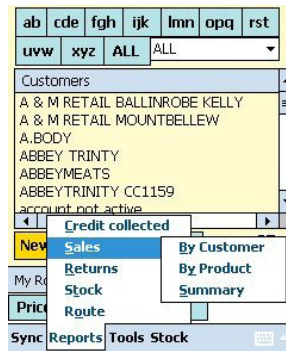 ab cde fgh ijk lmn opq rst
uvw xyz ALL ALL
Customers
A & M RETAIL BALLINROBE KELLY
A & M RETAIL MOUNTBELLEW
A.BODY
ABBEY TRINTY
ABBEYMEATS
ABBEYTRINITY CC1159
account not active
Credit collected
New Sales By Customer
Returns By Product
My Stock Summary
Price Route
Sync Reports Tools Stock